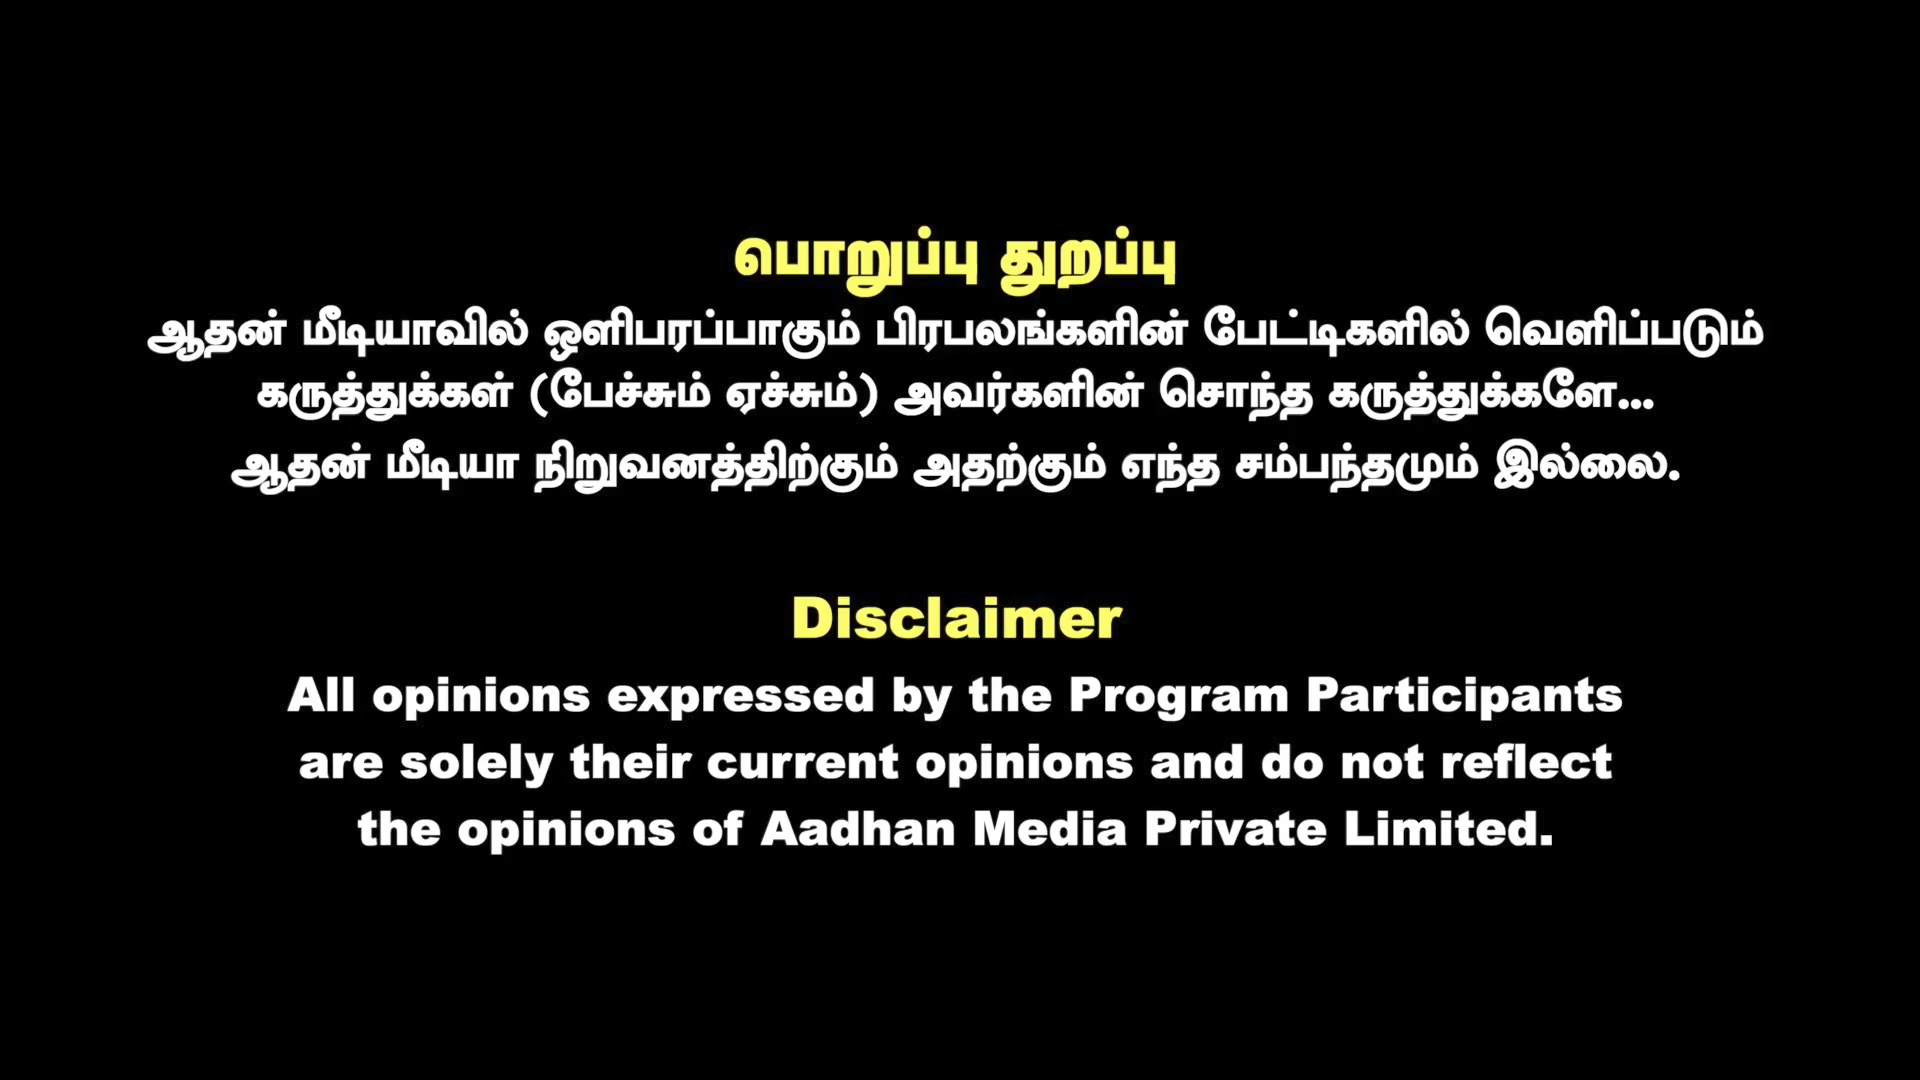 பொறுப்பு துறப்பு
ஆதன் மீடியாவில் ஒளிபரப்பாகும் பிரபலங்களின் பேட்டிகளில் வெளிப்படும்
கருத்துக்கள் (பேச்சும் ஏச்சும்) அவர்களின் சொந்த கருத்துக்களே...
ஆதன் மீடியா நிறுவனத்திற்கும் அதற்கும் எந்த சம்பந்தமும் இல்லை.
Disclaimer
All opinions expressed by the Program Participants
are solely their current opinions and do not reflect
the opinions of Aadhan Media Private Limited.